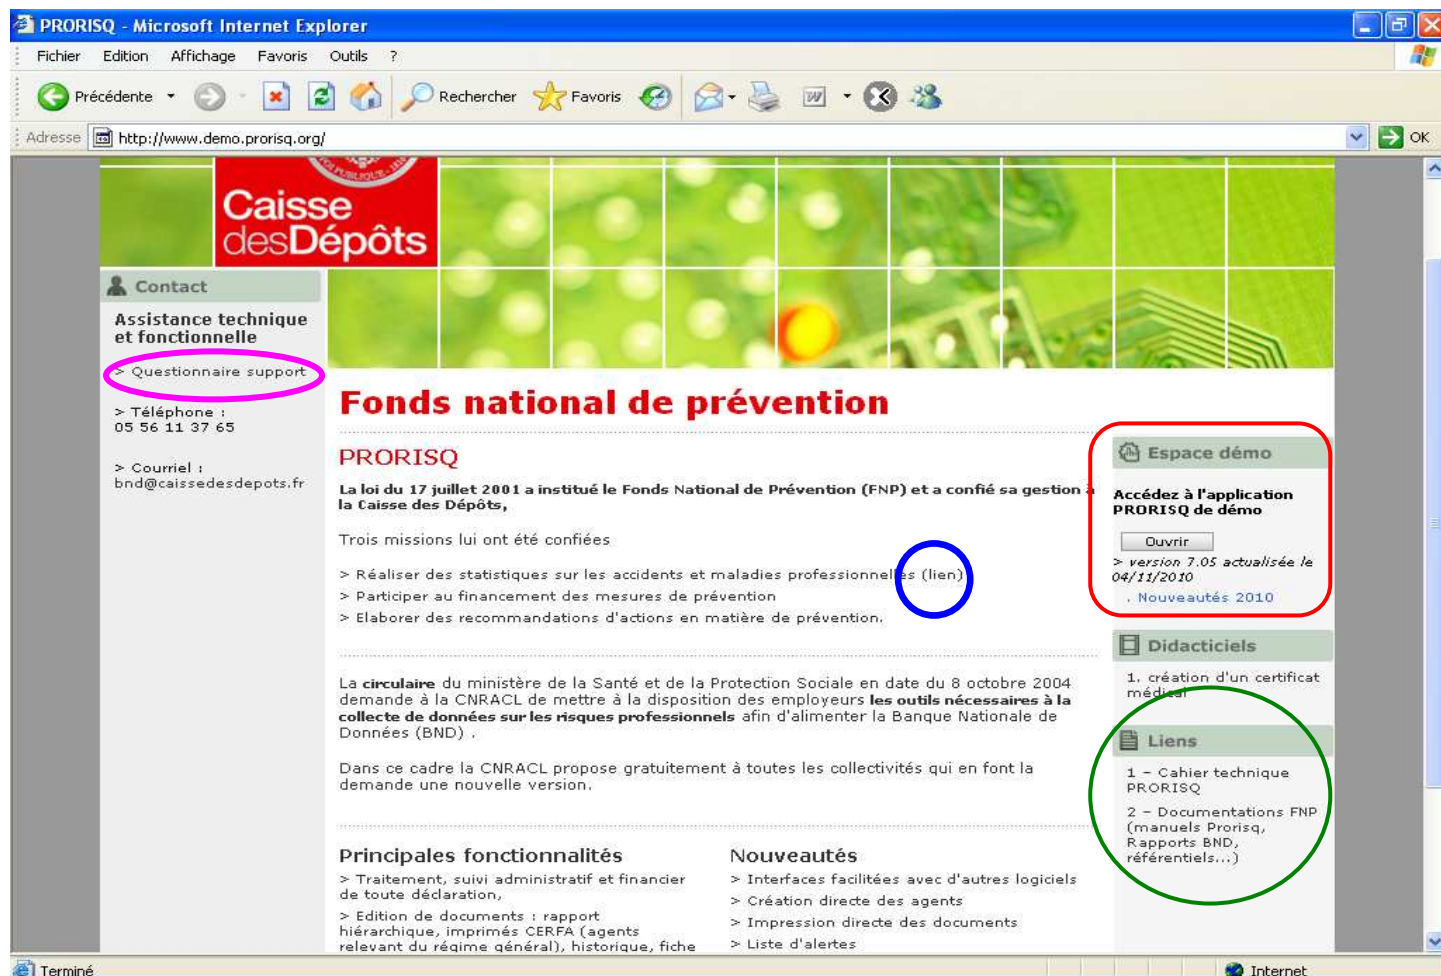 PRORISQ - Microsoft Internet Explorer
Fichier Edition Affichage Favoris Outils ?
Précédente Rechercher Favoris
Adresse http://www.demo.prorisq.org/ OK
Caisse
desDépôts
Contact
Assistance technique
et fonctionnelle
> Questionnaire support
> Téléphone :
05 56 11 37 65
> Courriel :
bnd@caissedesdepots.fr
Fonds national de prévention
PRORISQ
La loi du 17 juillet 2001 a institué le Fonds National de Prévention (FNP) et a confié sa gestion à
la Caisse des Dépôts,
Trois missions lui ont été confiées
> Réaliser des statistiques sur les accidents et maladies professionnelles (lien)
> Participer au financement des mesures de prévention
> Elaborer des recommandations d'actions en matière de prévention.
La circulaire du ministère de la Santé et de la Protection Sociale en date du 8 octobre 2004
demande à la CNRACL de mettre à la disposition des employeurs les outils nécessaires à la
collecte de données sur les risques professionnels afin d'alimenter la Banque Nationale de
Données (BND) .
Dans ce cadre la CNRACL propose gratuitement à toutes les collectivités qui en font la
demande une nouvelle version.
Principales fonctionnalités
> Traitement, suivi administratif et financier
de toute déclaration,
> Edition de documents : rapport
hiérarchique, imprimés CERFA (agents
relevant du régime général), historique, fiche
Nouveautés
> Interfaces facilitées avec d'autres logiciels
> Création directe des agents
> Impression directe des documents
> Liste d'alertes
Espace démo
Accédez à l'application
PRORISQ de démo
Ouvrir
> version 7.05 actualisée le
04/11/2010
. Nouveautés 2010
Didacticiels
1. création d'un certificat
médical
Liens
1 - Cahier technique
PRORISQ
2 - Documentations FNP
(manuels Prorisq,
Rapports BND,
référentiels...)
Terminé
Internet